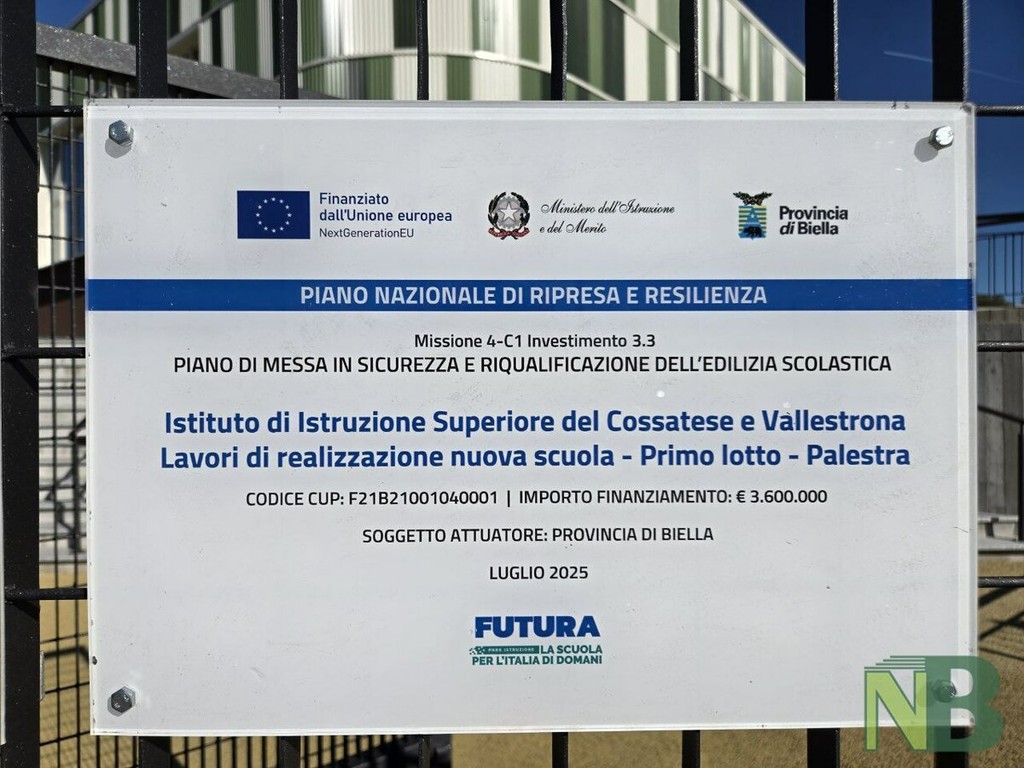 Finanziato
dall'Unione europea
NextGenerationEU
Ministero dell'Istruzione
e del Merito
Provincia
di Biella
PIANO NAZIONALE DI RIPRESA E RESILIENZA
Missione 4-C1 Investimento 3.3
PIANO DI MESSA IN SICUREZZA E RIQUALIFICAZIONE DELL'EDILIZIA SCOLASTICA
Istituto di Istruzione Superiore del Cossatese e Vallestrona
Lavori di realizzazione nuova scuola - Primo lotto - Palestra
CODICE CUP: F21B21001040001 | IMPORTO FINANZIAMENTO: € 3.600.000
SOGGETTO ATTUATORE: PROVINCIA DI BIELLA
LUGLIO 2025
FUTURA
PNRR ISTRUZIONE LA SCUOLA
PER L'ITALIA DI DOMANI
NB